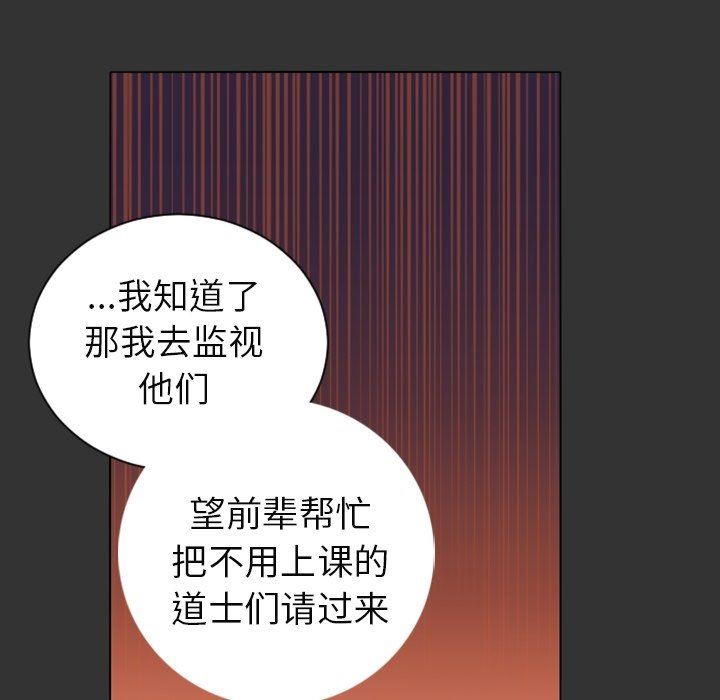 ...我知道了
那我去监视
他们
望前辈帮忙
把不用上课的
道士们请过来